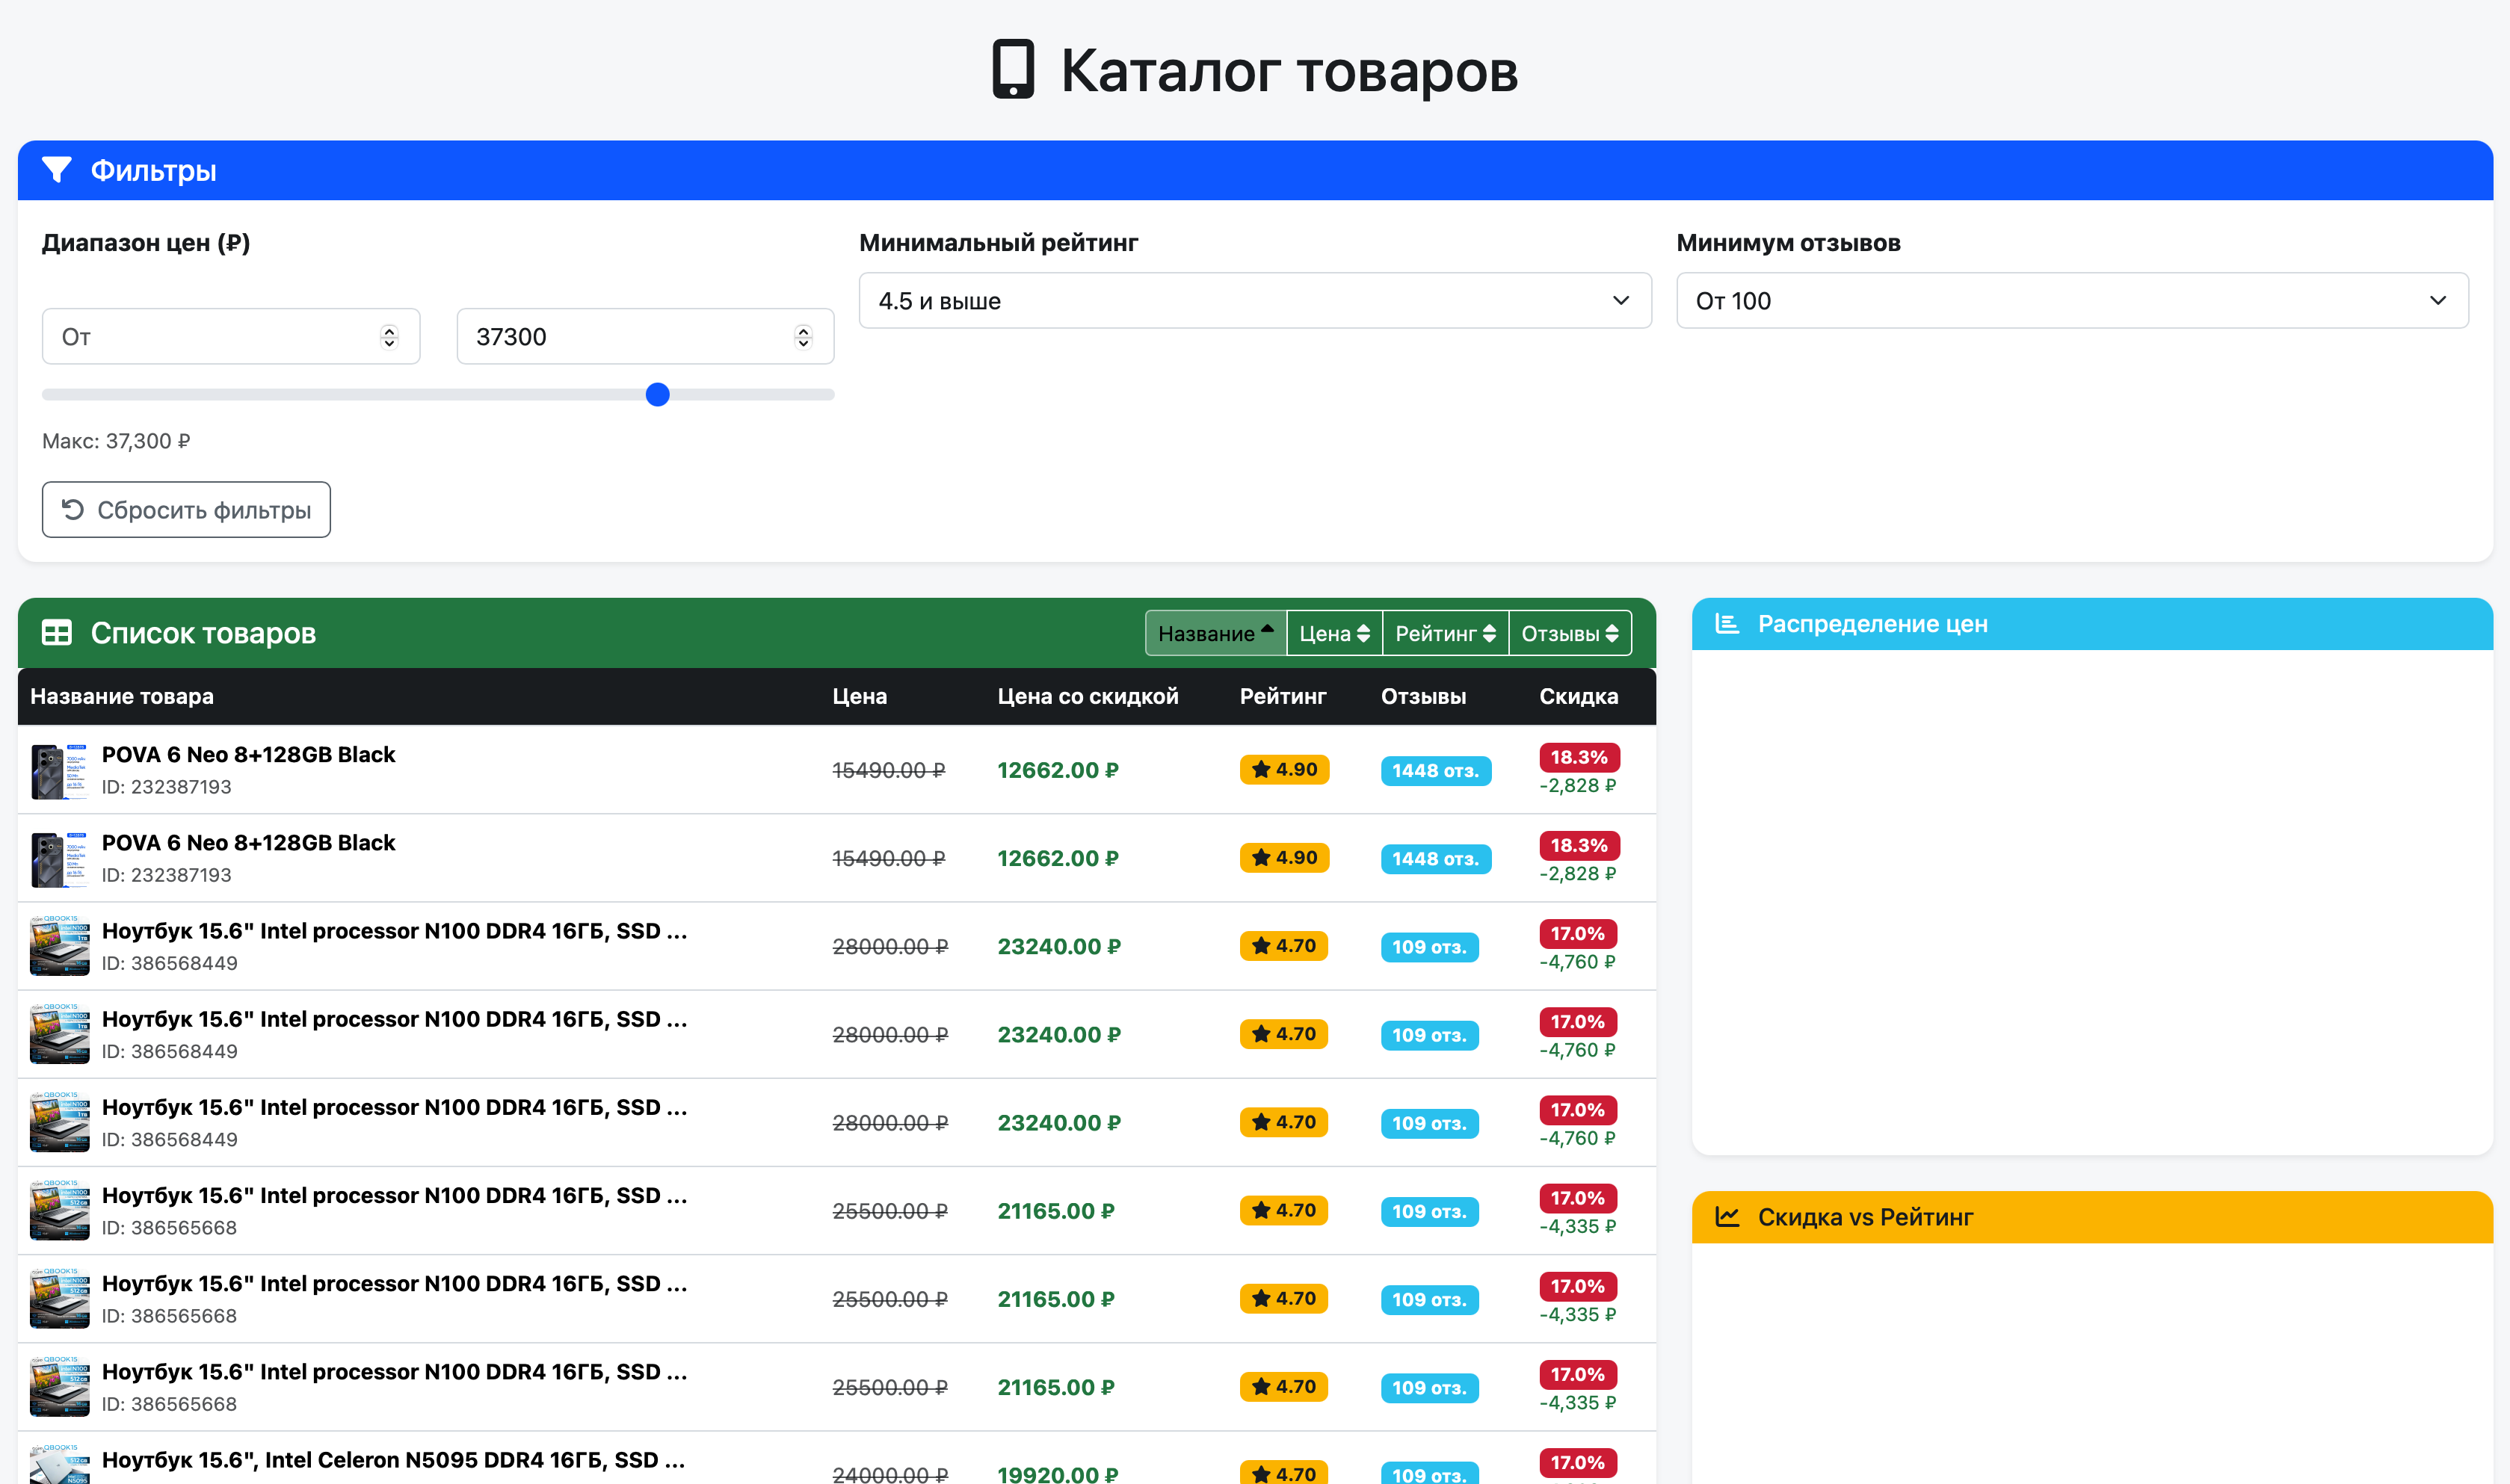 Каталог товаров
Фильтры
Диапазон цен (₽)
Минимальный рейтинг
Минимум отзывов
От
37300
4.5 и выше
От 100
Макс: 37,300 ₽
Сбросить фильтры
Список товаров
Название
Цена
Рейтинг
Отзывы
Распределение цен
Название товара Цена Цена со скидкой Рейтинг Отзывы Скидка
POVA 6 Neo 8+128GB Black
ID: 232387193
15490.00 ₽ 12662.00 ₽ 4.90 1448 отз. 18.3%
-2,828 ₽
POVA 6 Neo 8+128GB Black
ID: 232387193
15490.00 ₽ 12662.00 ₽ 4.90 1448 отз. 18.3%
-2,828 ₽
Ноутбук 15.6" Intel processor N100 DDR4 16ГБ, SSD ...
ID: 386568449
28000.00 ₽ 23240.00 ₽ 4.70 109 отз. 17.0%
-4,760 ₽
Ноутбук 15.6" Intel processor N100 DDR4 16ГБ, SSD ...
ID: 386568449
28000.00 ₽ 23240.00 ₽ 4.70 109 отз. 17.0%
-4,760 ₽
Ноутбук 15.6" Intel processor N100 DDR4 16ГБ, SSD ...
ID: 386568449
28000.00 ₽ 23240.00 ₽ 4.70 109 отз. 17.0%
-4,760 ₽
Ноутбук 15.6" Intel processor N100 DDR4 16ГБ, SSD ...
ID: 386565668
25500.00 ₽ 21165.00 ₽ 4.70 109 отз. 17.0%
-4,335 ₽
Ноутбук 15.6" Intel processor N100 DDR4 16ГБ, SSD ...
ID: 386565668
25500.00 ₽ 21165.00 ₽ 4.70 109 отз. 17.0%
-4,335 ₽
Ноутбук 15.6" Intel processor N100 DDR4 16ГБ, SSD ...
ID: 386565668
25500.00 ₽ 21165.00 ₽ 4.70 109 отз. 17.0%
-4,335 ₽
Ноутбук 15.6", Intel Celeron N5095 DDR4 16ГБ, SSD ...
24000.00 ₽ 19920.00 ₽ 4.70 109 отз. 17.0%
Скидка vs Рейтинг